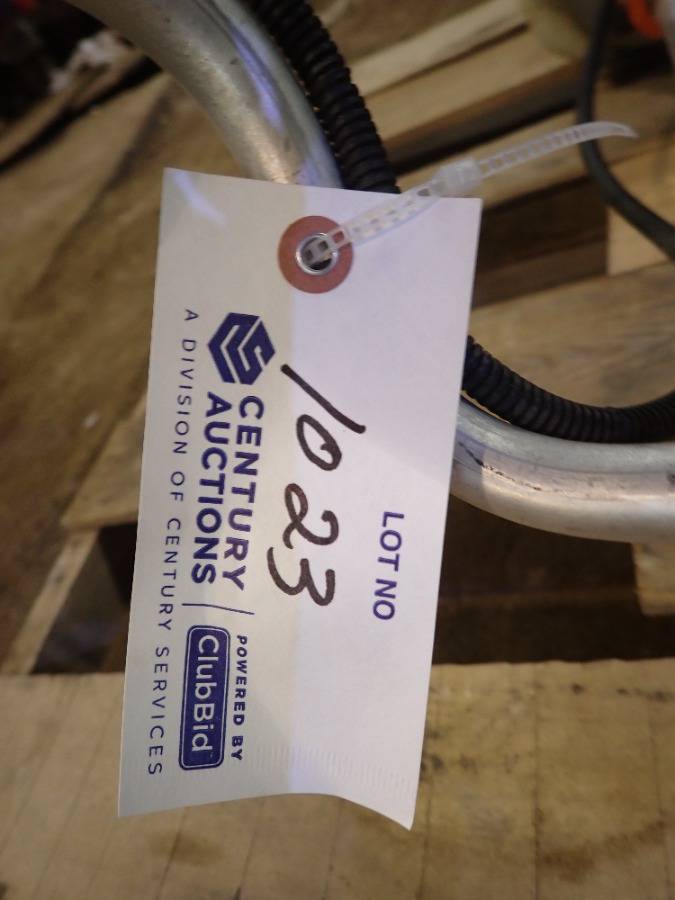 LOT NO
1023
CENTURY
AUCTIONS
POWERED BY
ClubBid
A DIVISION OF CENTURY SERVICES